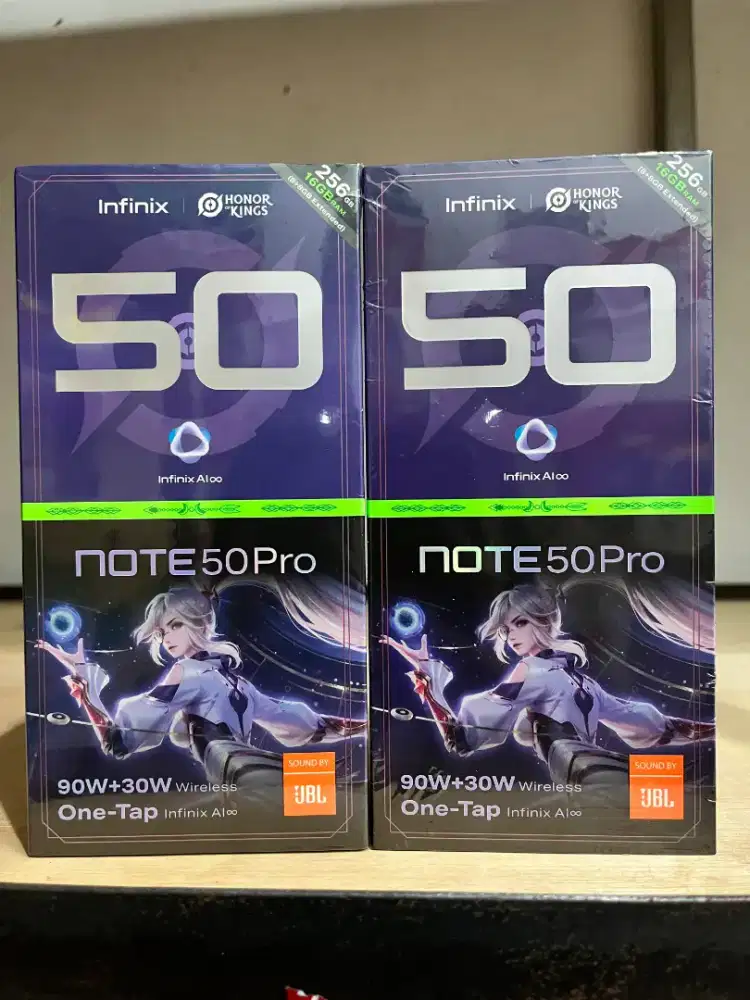 Infinix | HONOR OF KINGS
256GB
16GB RAM
(8+8GB Extended)
50
Infinix AI∞
NOTE 50 Pro
90W+30W Wireless
One-Tap Infinix AI∞
SOUND BY
JBL
Infinix | HONOR OF KINGS
256GB
16GB RAM
(8+8GB Extended)
50
Infinix AI∞
NOTE 50 Pro
90W+30W Wireless
One-Tap Infinix AI∞
SOUND BY
JBL